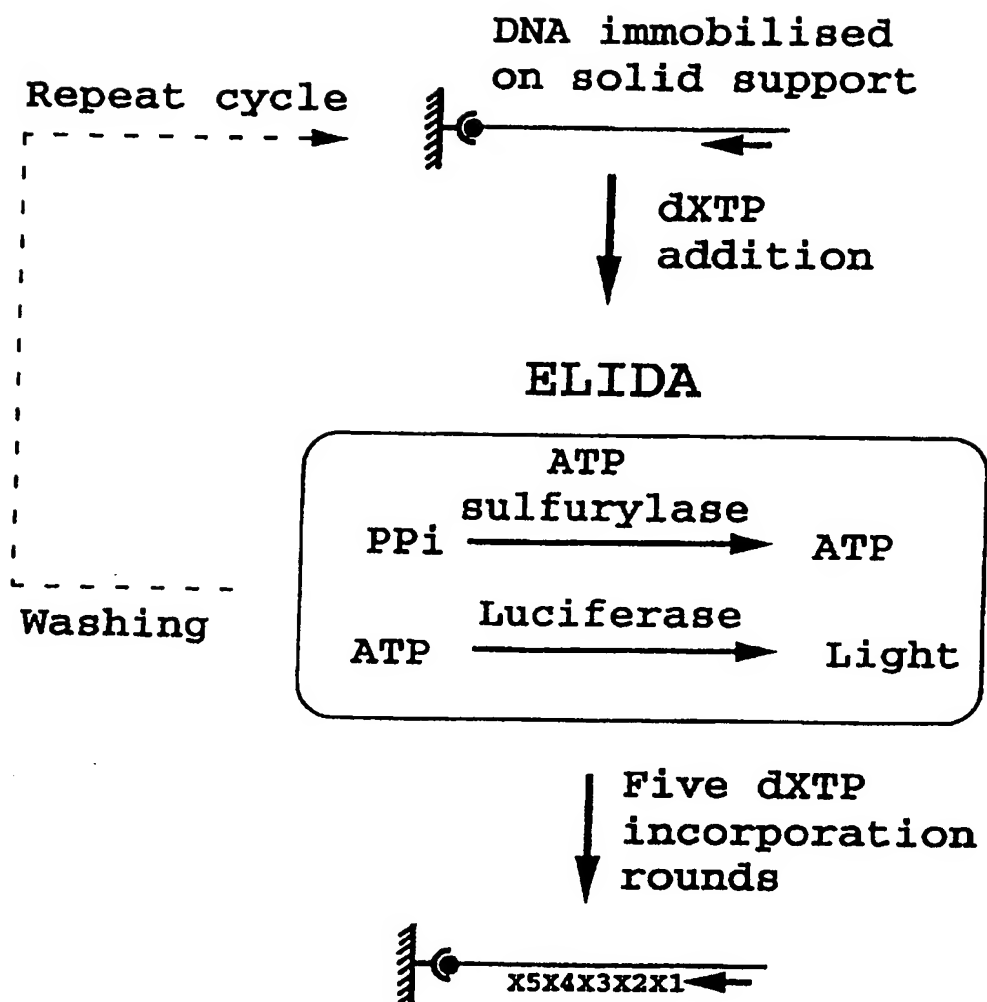 DNA immobilised
on solid support
Repeat cycle
dXTP
addition
ELIDA
ATP
sulfurylase
PPi
ATP
Washing
Luciferase
ATP
Light
Five dXTP
incorporation
rounds
X5X4X3X2X1